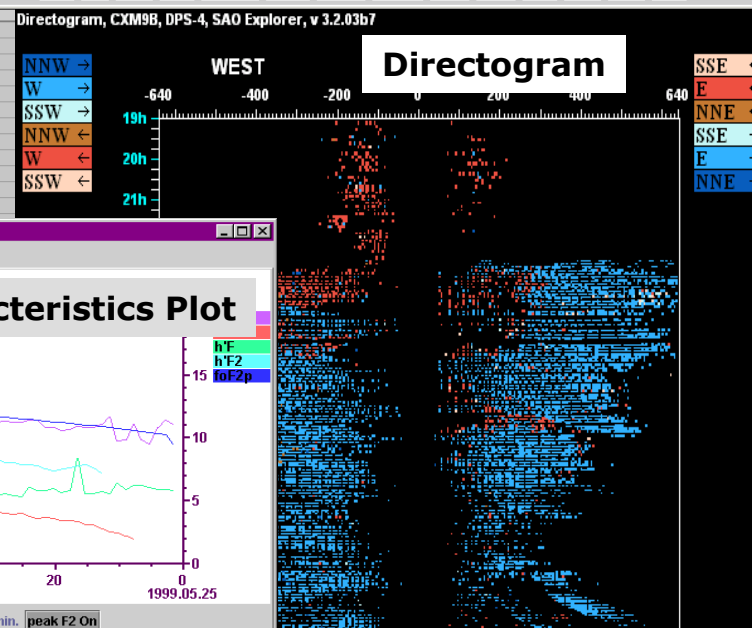 Directogram, CXM9B, DPS-4, SAO Explorer, v 3.2.03b7
NNW →
W →
SSW →
NNW ←
W ←
SSW ←
WEST
Directogram
-640 -400 -200 0 200 400 640
19h
20h
21h
SSE
E
NNE
SSE
E
NNE
cteristics Plot
h'F
h'F2
foF2p
15
10
5
0
20 0
1999.05.25
min. peak F2 On